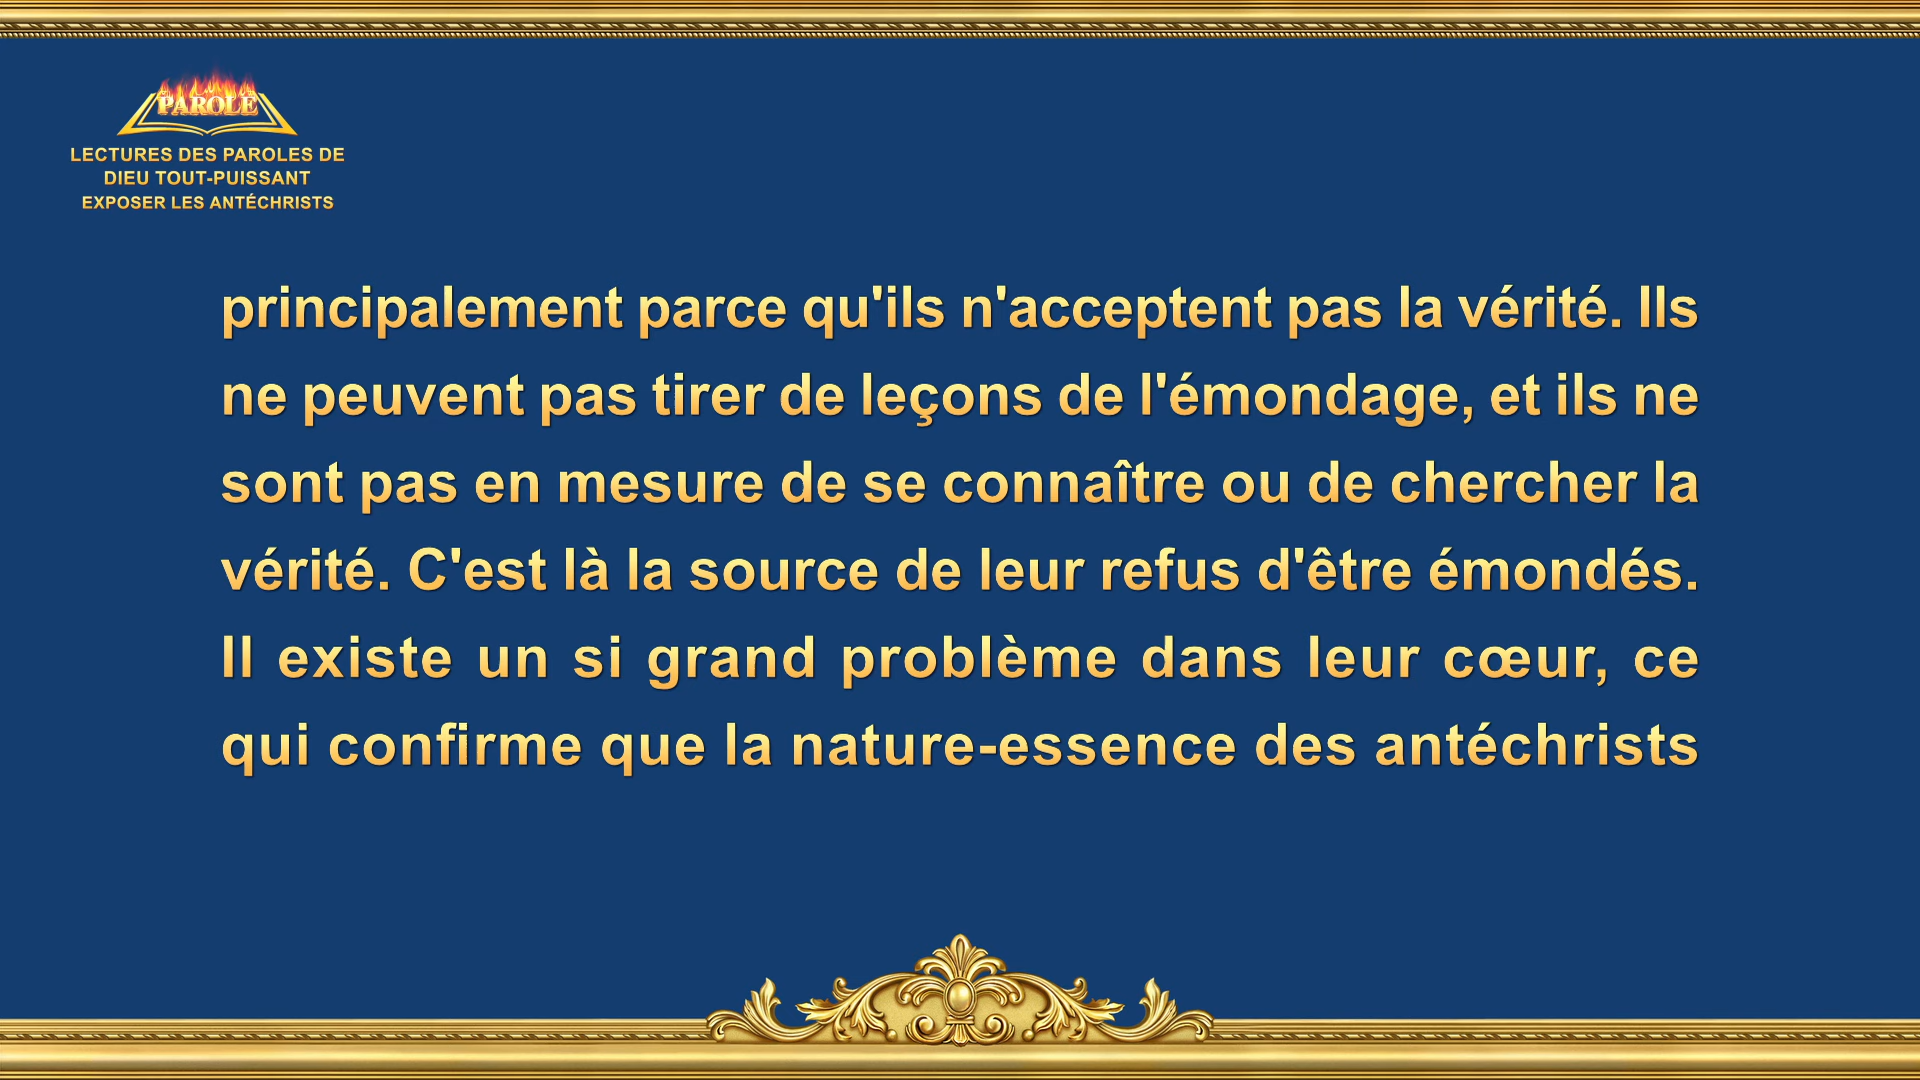 PAROLE
LECTURES DES PAROLES DE
DIEU TOUT-PUISSANT
EXPOSER LES ANTÉCHRISTS
principalement parce qu'ils n'acceptent pas la vérité. Ils
ne peuvent pas tirer de leçons de l'émondage, et ils ne
sont pas en mesure de se connaître ou de chercher la
vérité. C'est là la source de leur refus d'être émondés.
Il existe un si grand problème dans leur cœur, ce
qui confirme que la nature-essence des antéchrists